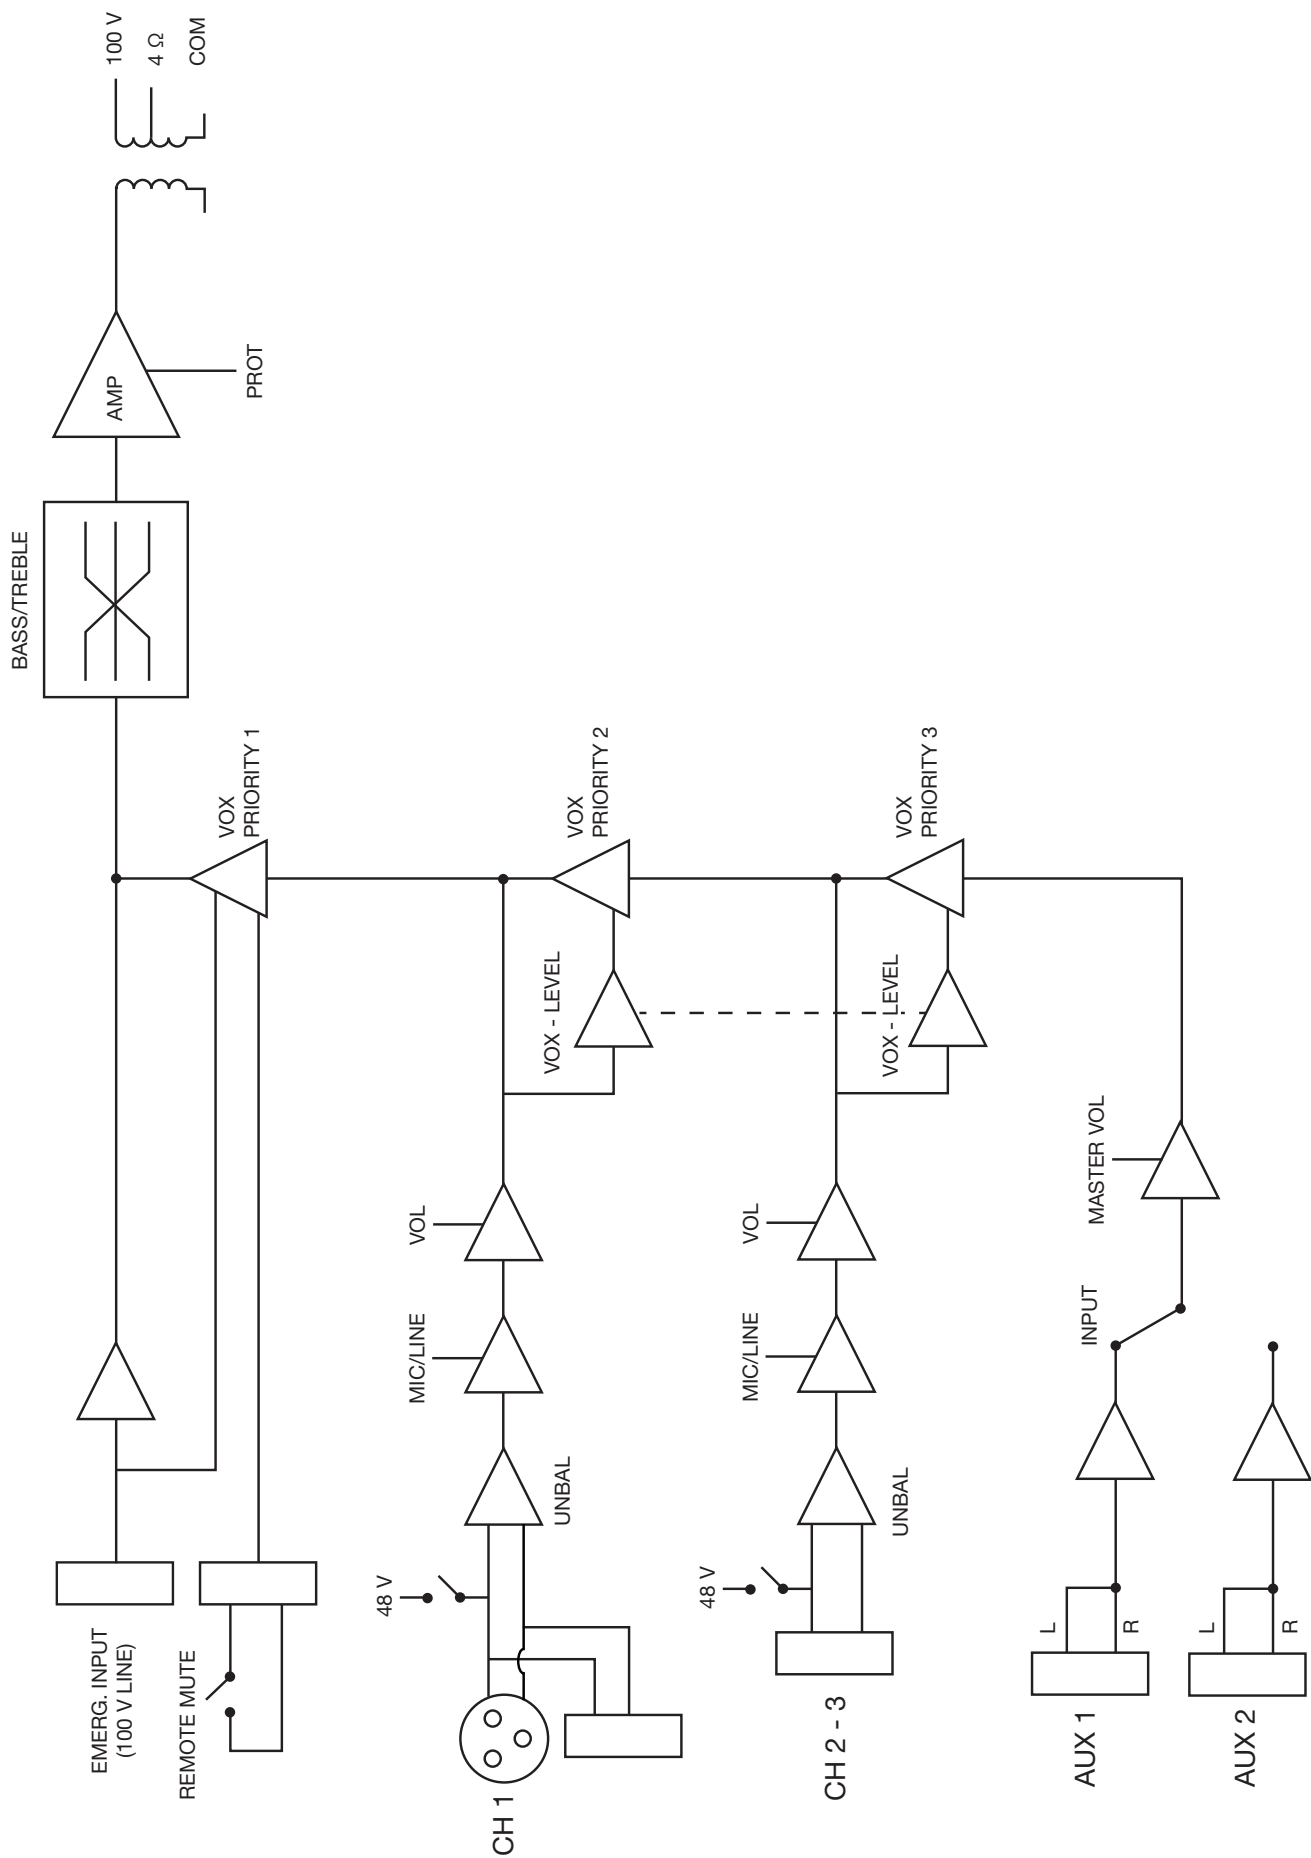 EMERG. INPUT
(100 V LINE)
REMOTE MUTE
BASS/TREBLE
AMP
PROT
100 V
4 Ω
COM
VOX
PRIORITY 1
CH 1
48 V
UNBAL
MIC/LINE
VOL
VOX - LEVEL
VOX
PRIORITY 2
CH 2 - 3
48 V
UNBAL
MIC/LINE
VOL
VOX - LEVEL
VOX
PRIORITY 3
AUX 1
L
R
INPUT
MASTER VOL
AUX 2
L
R